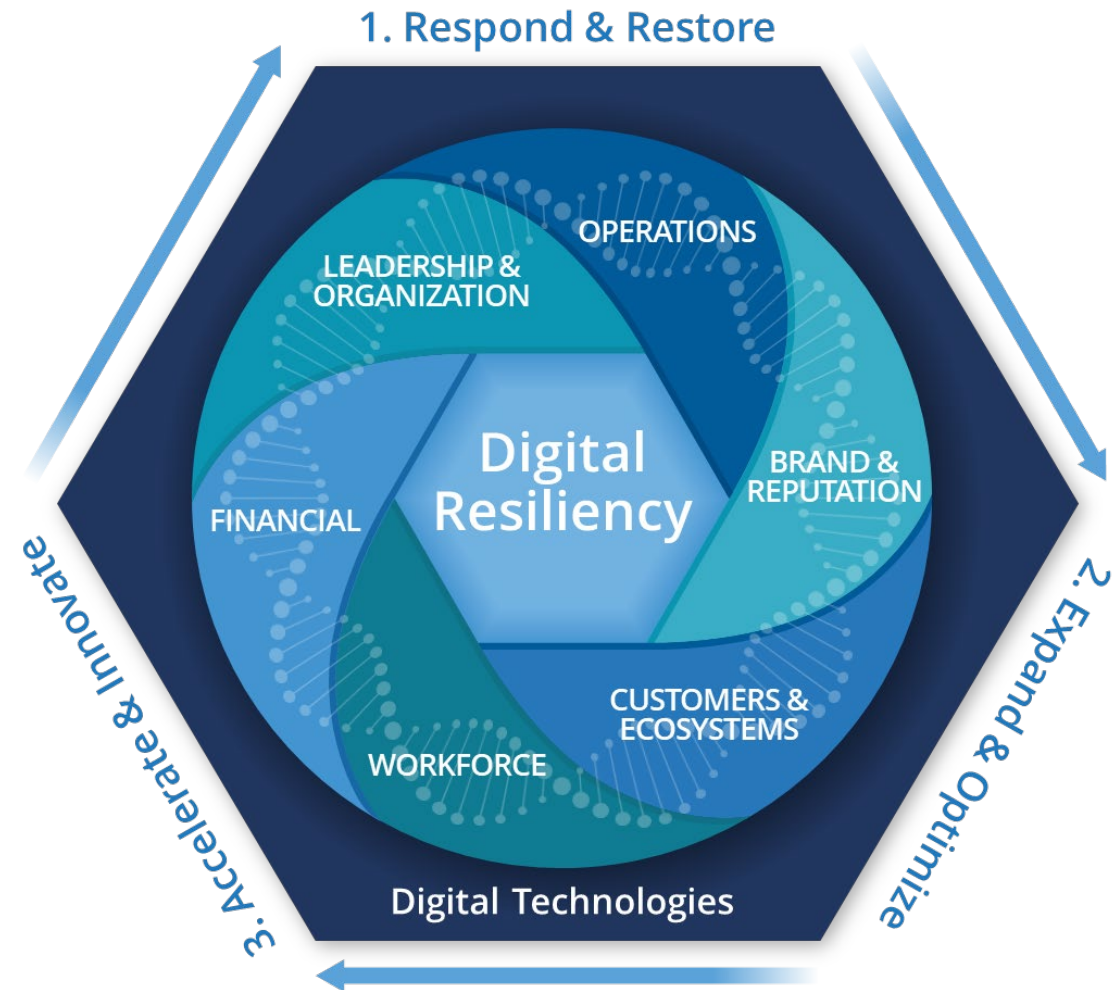 1. Respond & Restore
OPERATIONS
LEADERSHIP &
ORGANIZATION
Digital
Resiliency
BRAND &
REPUTATION
FINANCIAL
CUSTOMERS &
ECOSYSTEMS
WORKFORCE
Digital Technologies
2. Expand & Optimize
3. Accelerate & Innovate